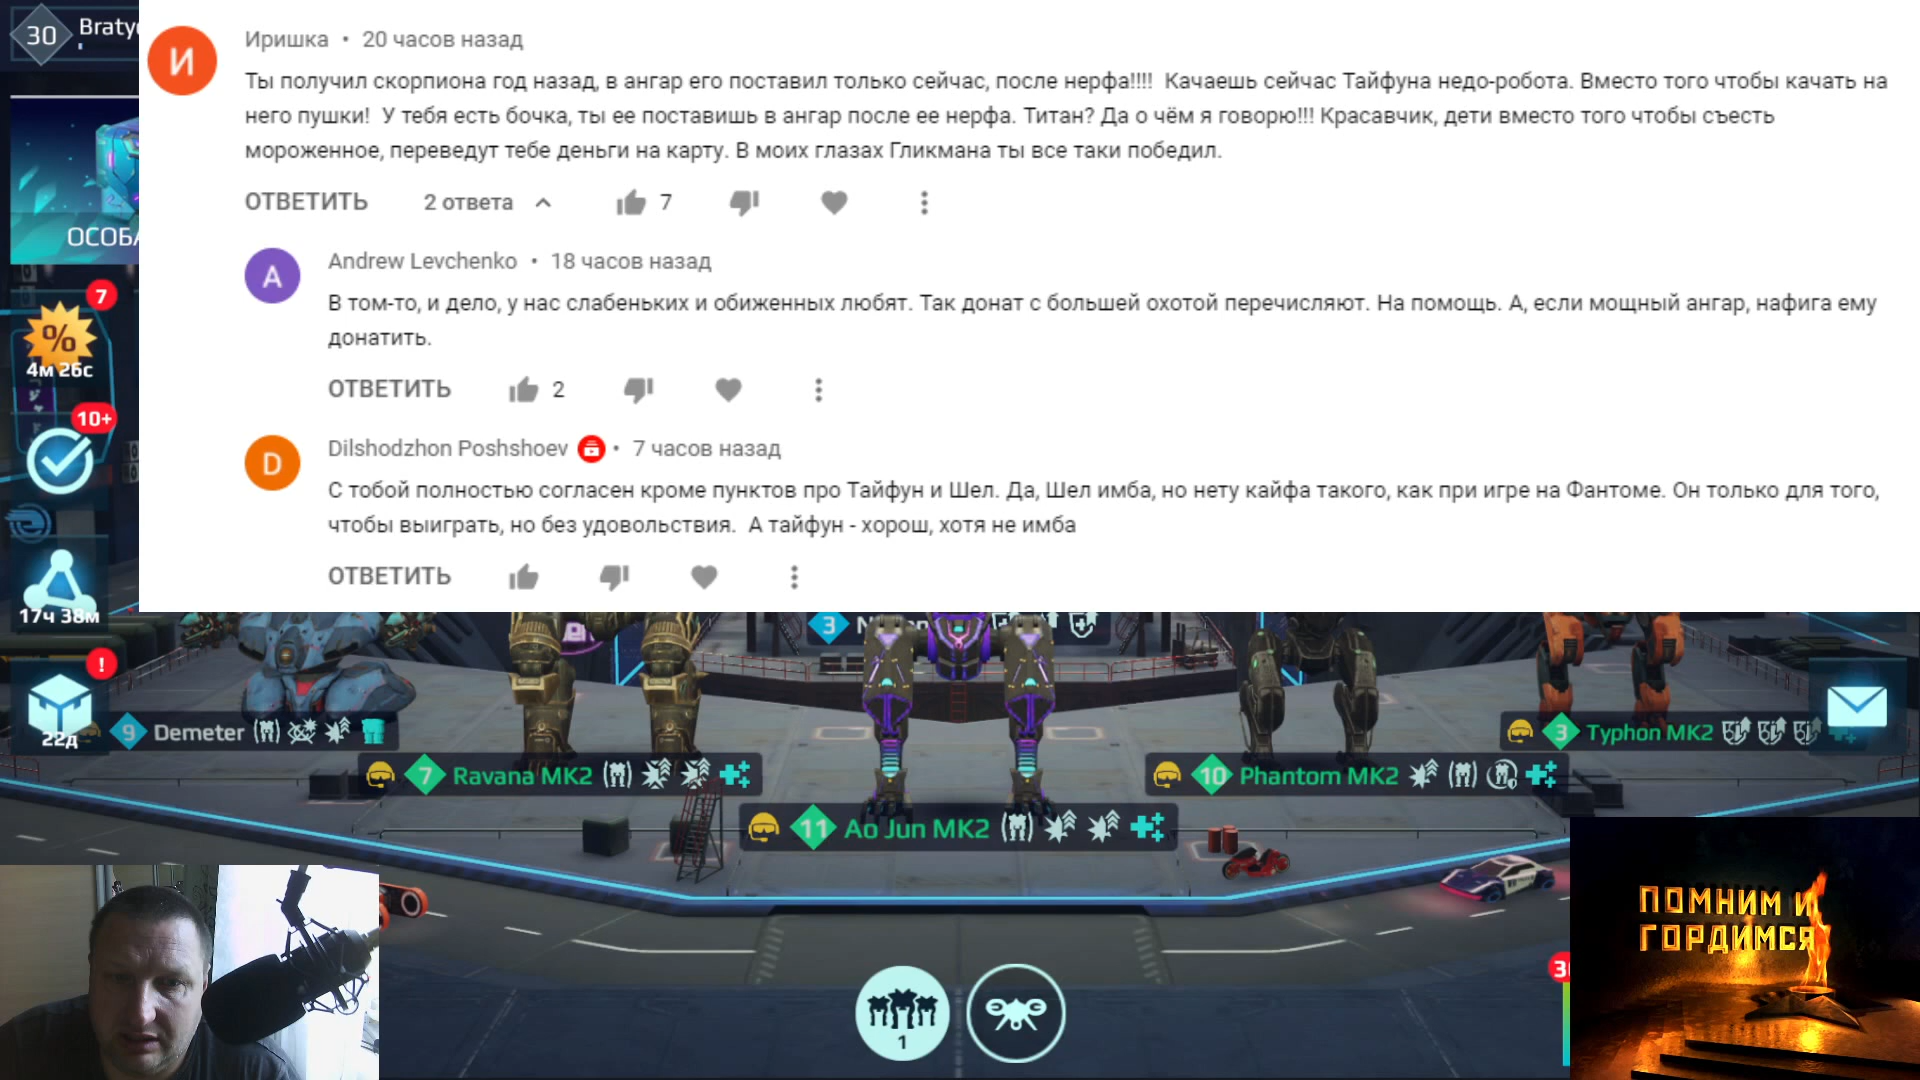 30
Braty
Иришка • 20 часов назад
Ты получил скорпиона год назад, в ангар его поставил только сейчас, после нерфа!!!! Качаешь сейчас Тайфуна недо-робота. Вместо того чтобы качать на
него пушки! У тебя есть бочка, ты ее поставишь в ангар после ее нерфа. Титан? Да о чём я говорю!!! Красавчик, дети вместо того чтобы съесть
мороженное, переведут тебе деньги на карту. В моих глазах Гликмана ты все таки победил.
ОТВЕТИТЬ 2 ответа 7
Andrew Levchenko • 18 часов назад
В том-то, и дело, у нас слабеньких и обиженных любят. Так донат с большей охотой перечисляют. На помощь. А, если мощный ангар, нафига ему
донатить.
ОТВЕТИТЬ 2
Dilshodzhon Poshshoev • 7 часов назад
С тобой полностью согласен кроме пунктов про Тайфун и Шел. Да, Шел имба, но нету кайфа такого, как при игре на Фантоме. Он только для того,
чтобы выиграть, но без удовольствия. А тайфун - хорош, хотя не имба
ОТВЕТИТЬ
И
A
D
ОСОБА
7
%
4м 26с
10+
17ч 38м
!
22д
3
9 Demeter
7 Ravana MK2
11 Ao Jun MK2
10 Phantom MK2
3 Typhon MK2
1
ПОМНИМ И
ГОРДИМСЯ